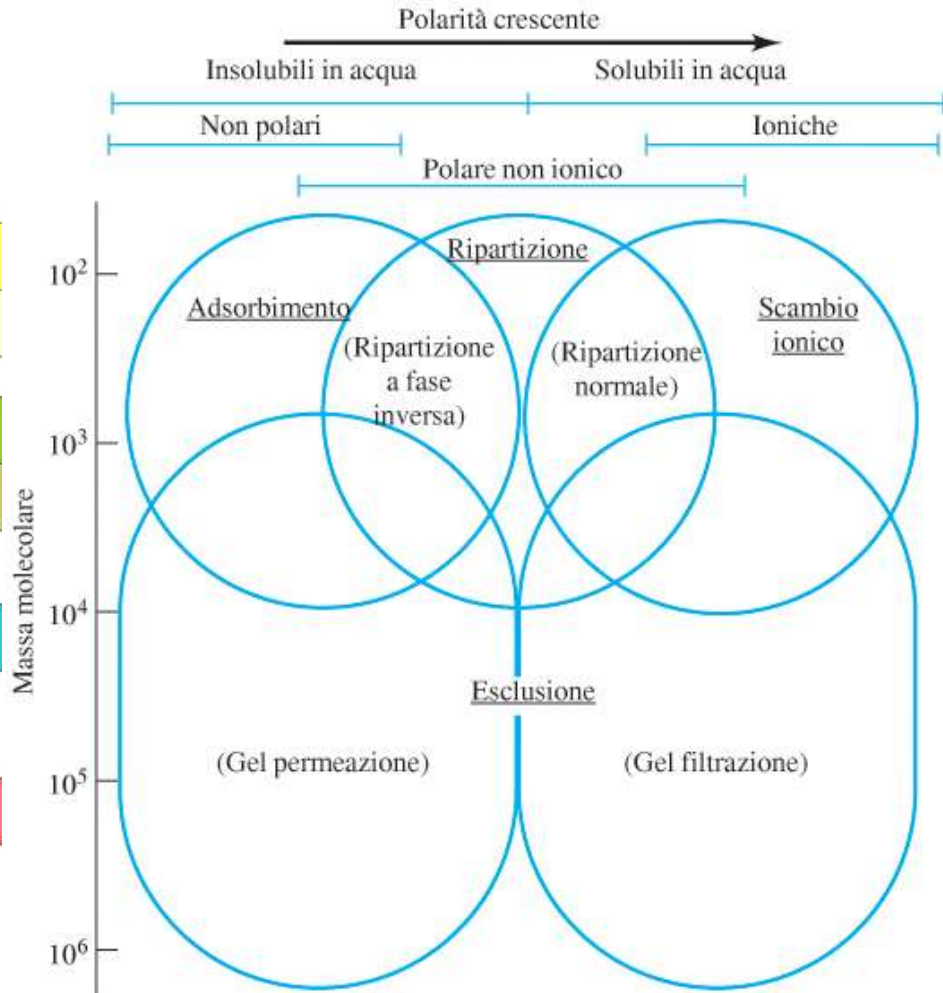 Polarità crescente
Insolubili in acqua
Solubili in acqua
Non polari
Ioniche
Polare non ionico
Ripartizione
10²
Adsorbimento
Scambio
ionico
(Ripartizione
a fase
inversa)
(Ripartizione
normale)
10³
Massa molecolare
10⁴
Esclusione
(Gel permeazione)
(Gel filtrazione)
10⁵
10⁶